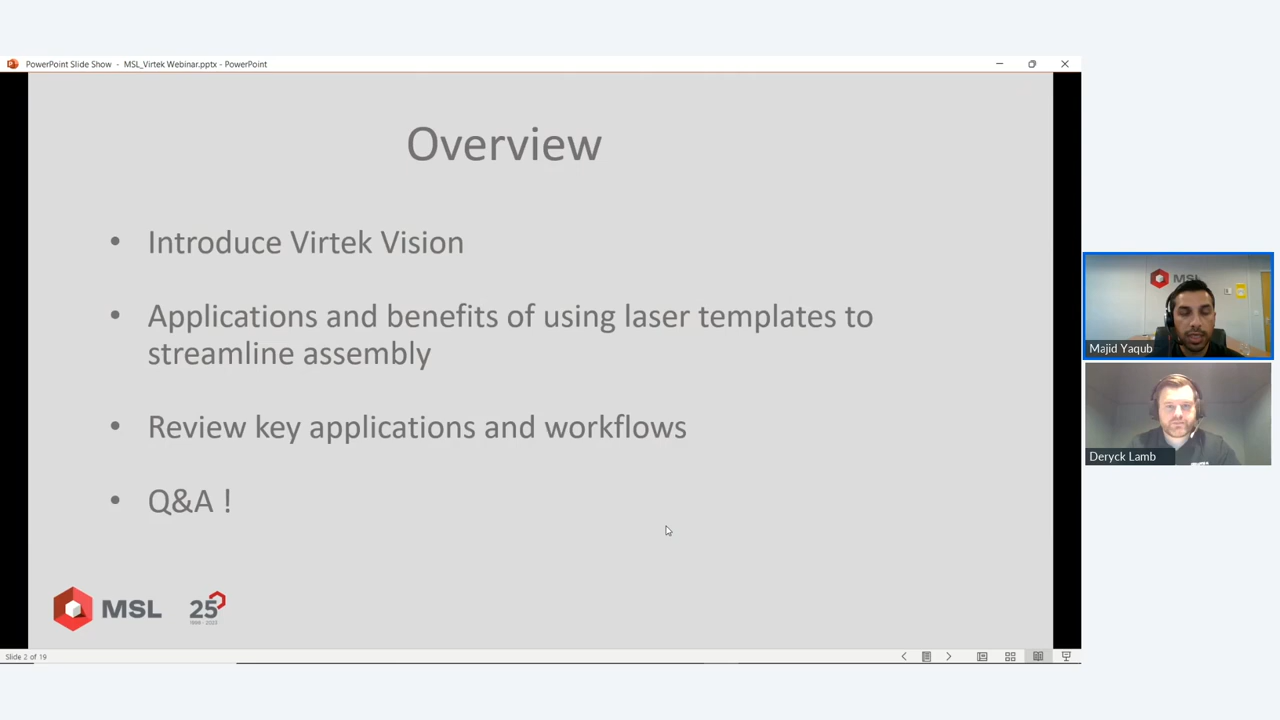 PowerPoint Slide Show - MSL_Virtek Webinar.pptx - PowerPoint
Overview
• Introduce Virtek Vision
• Applications and benefits of using laser templates to
streamline assembly
• Review key applications and workflows
• Q&A !
MSL
25
MSL
Majid Yaqub
Deryck Lamb
Slide 2 of 19